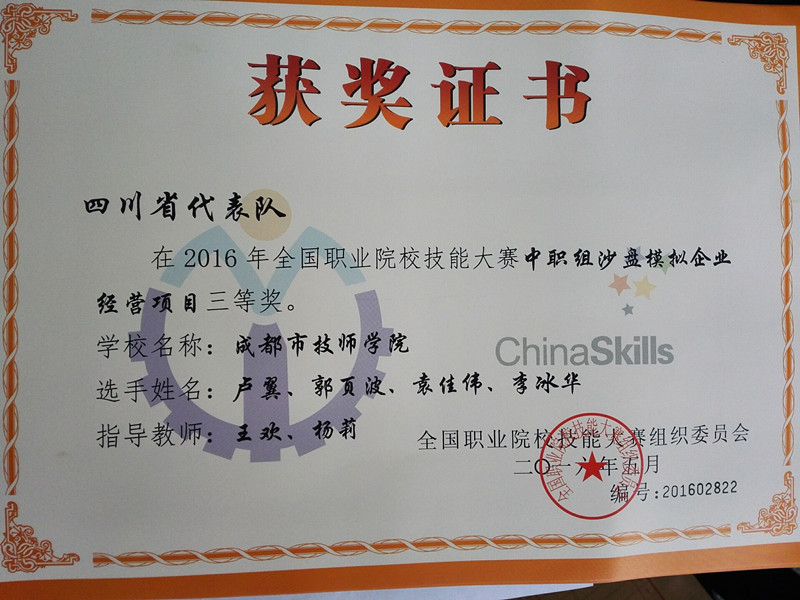 获奖证书
四川省代表队
在2016年全国职业院校技能大赛中职组沙盘模拟企业
经营项目三等奖。
学校名称：成都市技师学院
ChinaSkills
选手姓名：卢翼、郭页波、袁佳伟、李冰华
指导教师：王欢、杨莉
全国职业院校技能大赛组织委员会
二〇一六年五月
编号:201602822